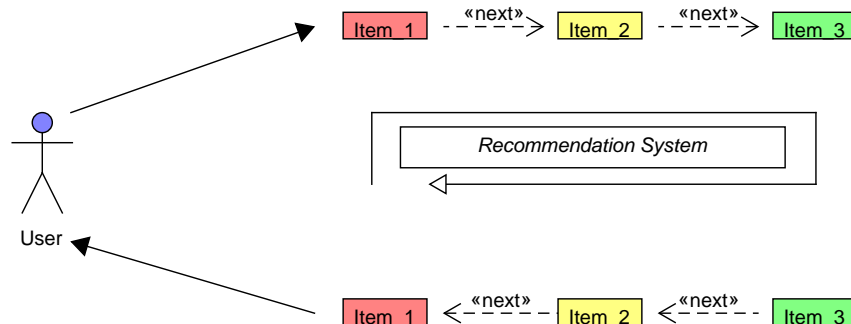 «next» «next»
Item_1 Item_2 Item_3
Recommendation System
User
«next» «next»
Item_1 Item_2 Item_3